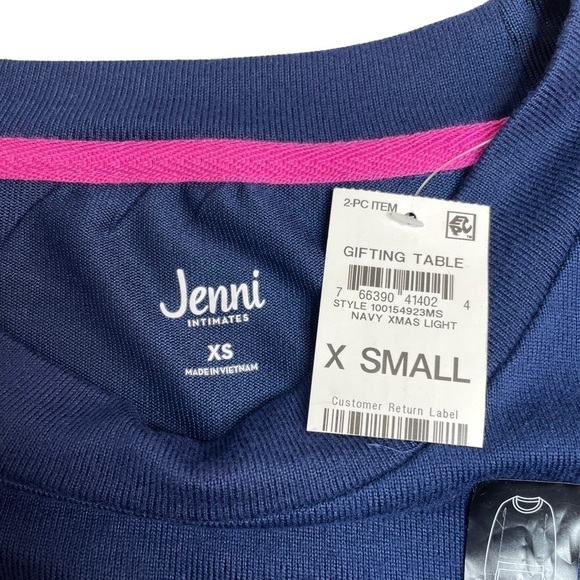 Jenni
INTIMATES
XS
MADE IN VIETNAM
2-PC ITEM
GIFTING TABLE
7 66390 41402 4
STYLE 100154923MS
NAVY XMAS LIGHT
X SMALL
Customer Return Label